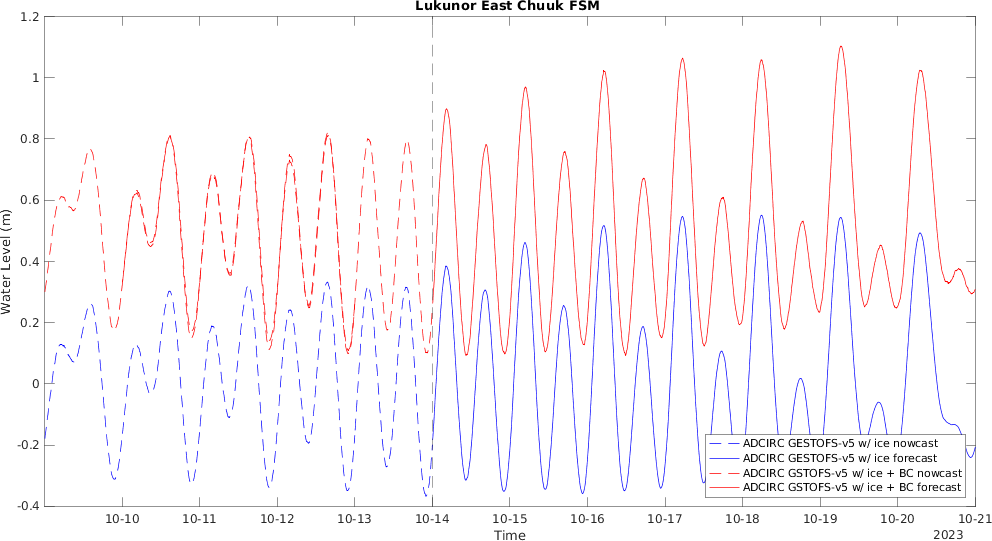 Lukunor East Chuuk FSM
1.2
1
0.8
0.6
0.4
0.2
0
-0.2
-0.4
Water Level (m)
10-10 10-11 10-12 10-13 10-14 10-15 10-16 10-17 10-18 10-19 10-20 10-21
Time
2023
ADCIRC GESTOFS-v5 w/ ice nowcast
ADCIRC GESTOFS-v5 w/ ice forecast
ADCIRC GSTOFS-v5 w/ ice + BC nowcast
ADCIRC GSTOFS-v5 w/ ice + BC forecast